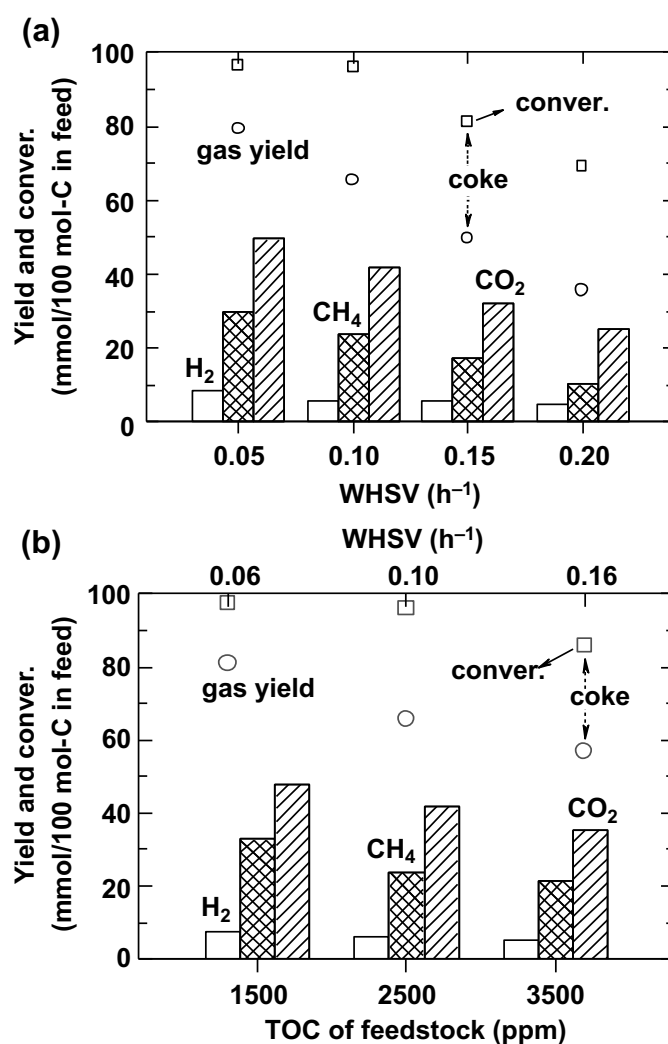 (a)
Yield and conver.
(mmol/100 mol-C in feed)
100
80
60
40
20
0
gas yield
conver.
coke
H₂
CH₄
CO₂
0.05 0.10 0.15 0.20
WHSV (h⁻¹)
(b)
WHSV (h⁻¹)
0.06 0.10 0.16
Yield and conver.
(mmol/100 mol-C in feed)
100
80
60
40
20
0
gas yield
conver.
coke
H₂
CH₄
CO₂
1500 2500 3500
TOC of feedstock (ppm)